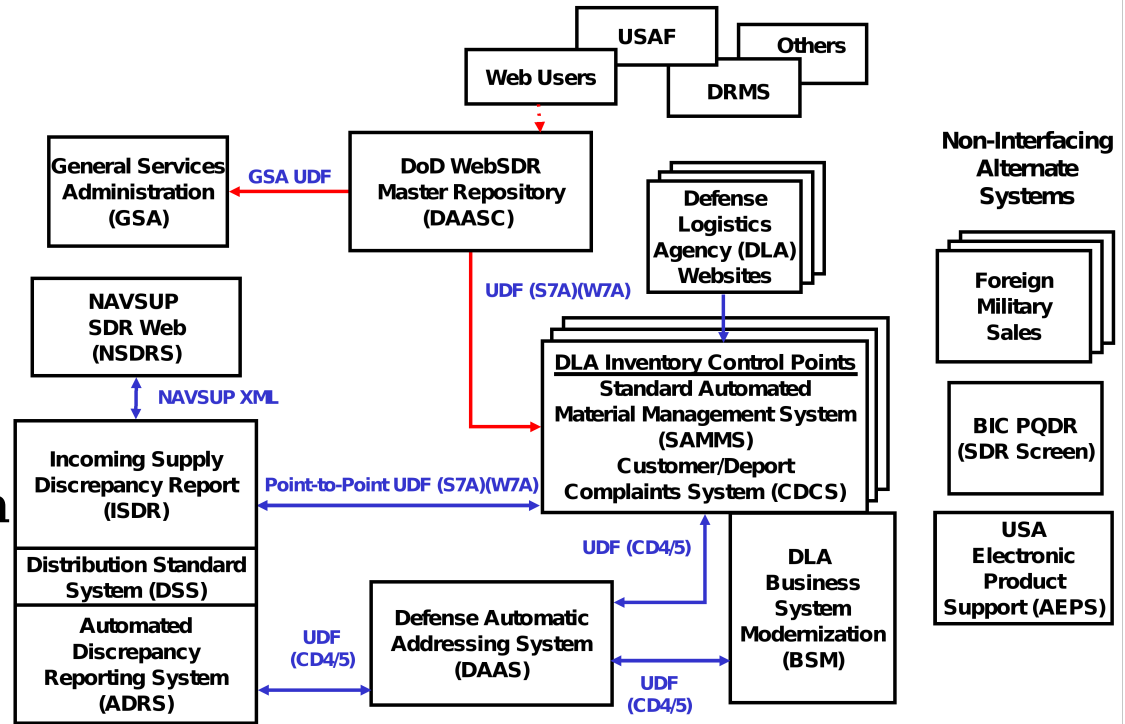 USAF
Others
Web Users
DRMS
General Services
Administration
(GSA)
GSA UDF
DoD WebSDR
Master Repository
(DAASC)
Defense
Logistics
Agency (DLA)
Websites
Non-Interfacing
Alternate
Systems
Foreign
Military
Sales
NAVSUP
SDR Web
(NSDRS)
UDF (S7A)(W7A)
NAVSUP XML
DLA Inventory Control Points
Standard Automated
Material Management System
(SAMMS)
Customer/Deport
Complaints System (CDCS)
BIC PQDR
(SDR Screen)
Incoming Supply
Discrepancy Report
(ISDR)
n
Point-to-Point UDF (S7A)(W7A)
Distribution Standard
System (DSS)
Automated
Discrepancy
Reporting System
(ADRS)
UDF
(CD4/5)
Defense Automatic
Addressing System
(DAAS)
UDF (CD4/5)
UDF
(CD4/5)
DLA
Business
System
Modernization
(BSM)
USA
Electronic
Product
Support (AEPS)